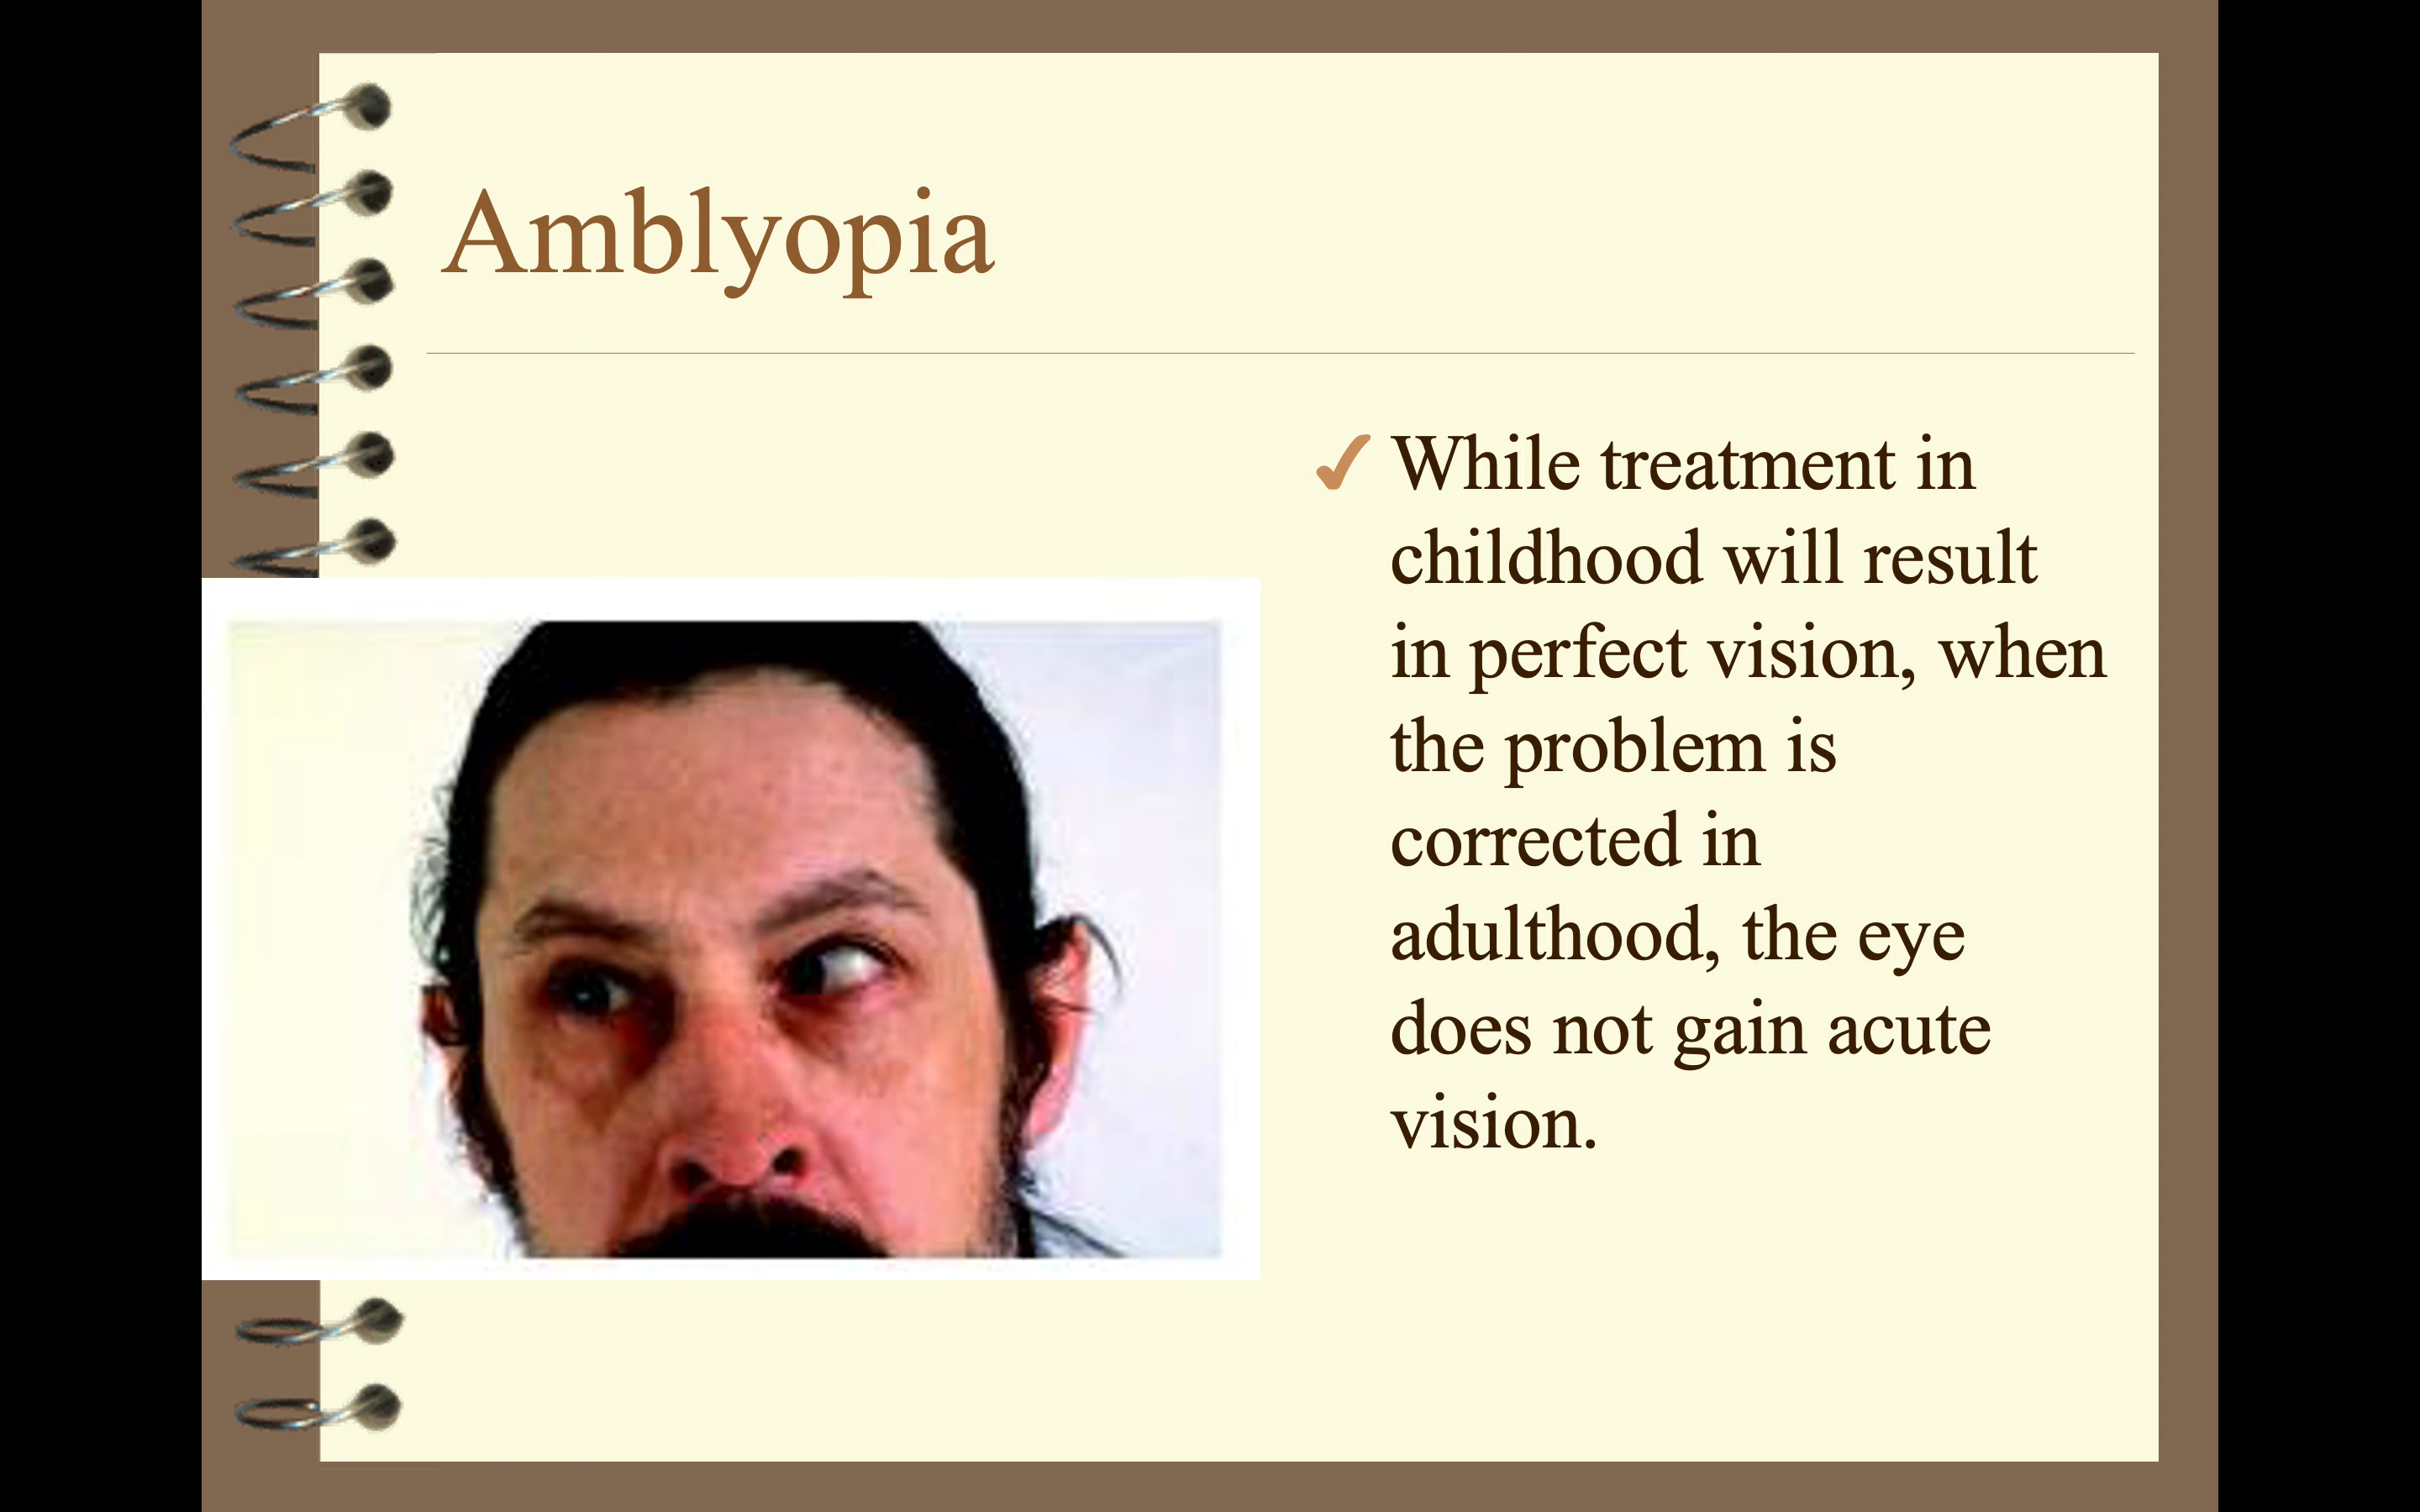 Amblyopia
✓ While treatment in
childhood will result
in perfect vision, when
the problem is
corrected in
adulthood, the eye
does not gain acute
vision.